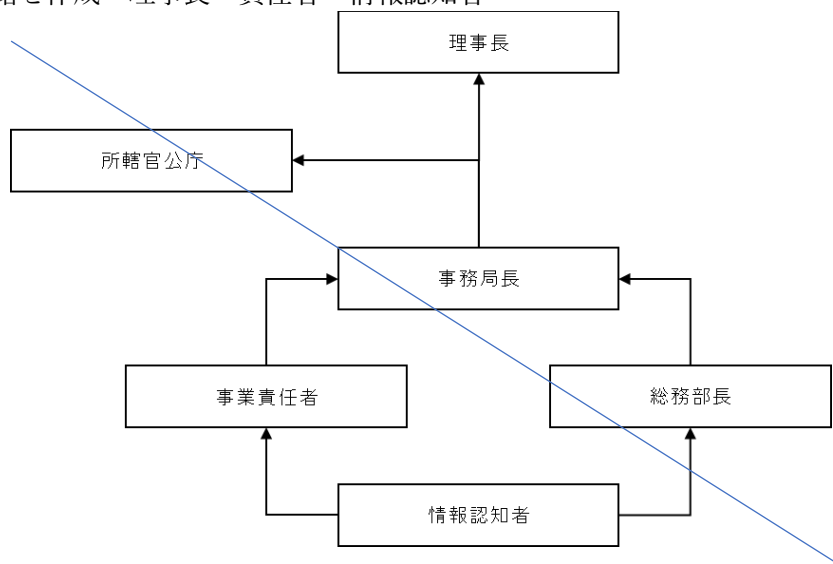 理事長
所轄官公庁
事務局長
事業責任者
総務部長
情報認知者